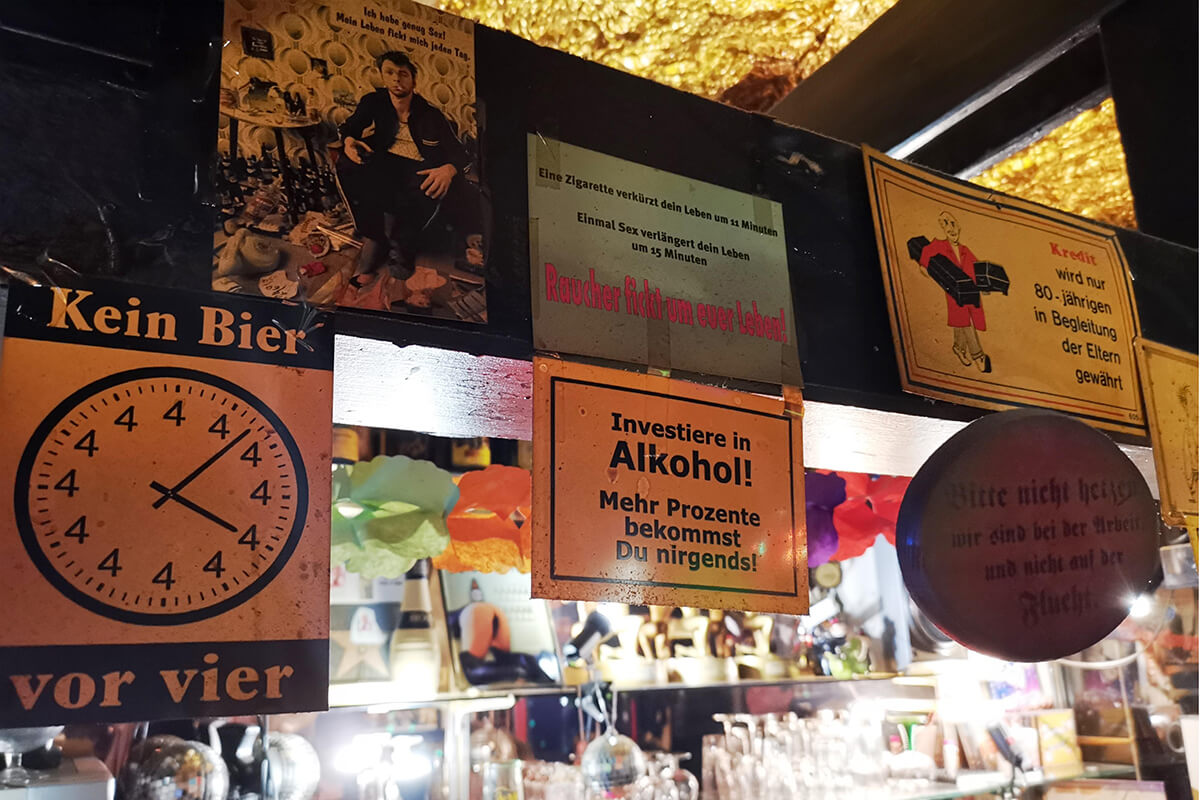 Ich habe genug Sex!
Mein Leben fickt mich jeden Tag.
Eine Zigarette verkürzt dein Leben um 11 Minuten
Einmal Sex verlängert dein Leben
um 15 Minuten
Raucher fickt um euer Leben!
Kredit
wird nur
80-jährigen
in Begleitung
der Eltern
gewährt
Kein Bier
4 4 4 4 4 4 4 4 4 4 4 4
vor vier
Investiere in
Alkohol!
Mehr Prozente
bekommst
Du nirgends!
Bitte nicht hetzen
wir sind bei der Arbeit
und nicht auf der
Flucht.